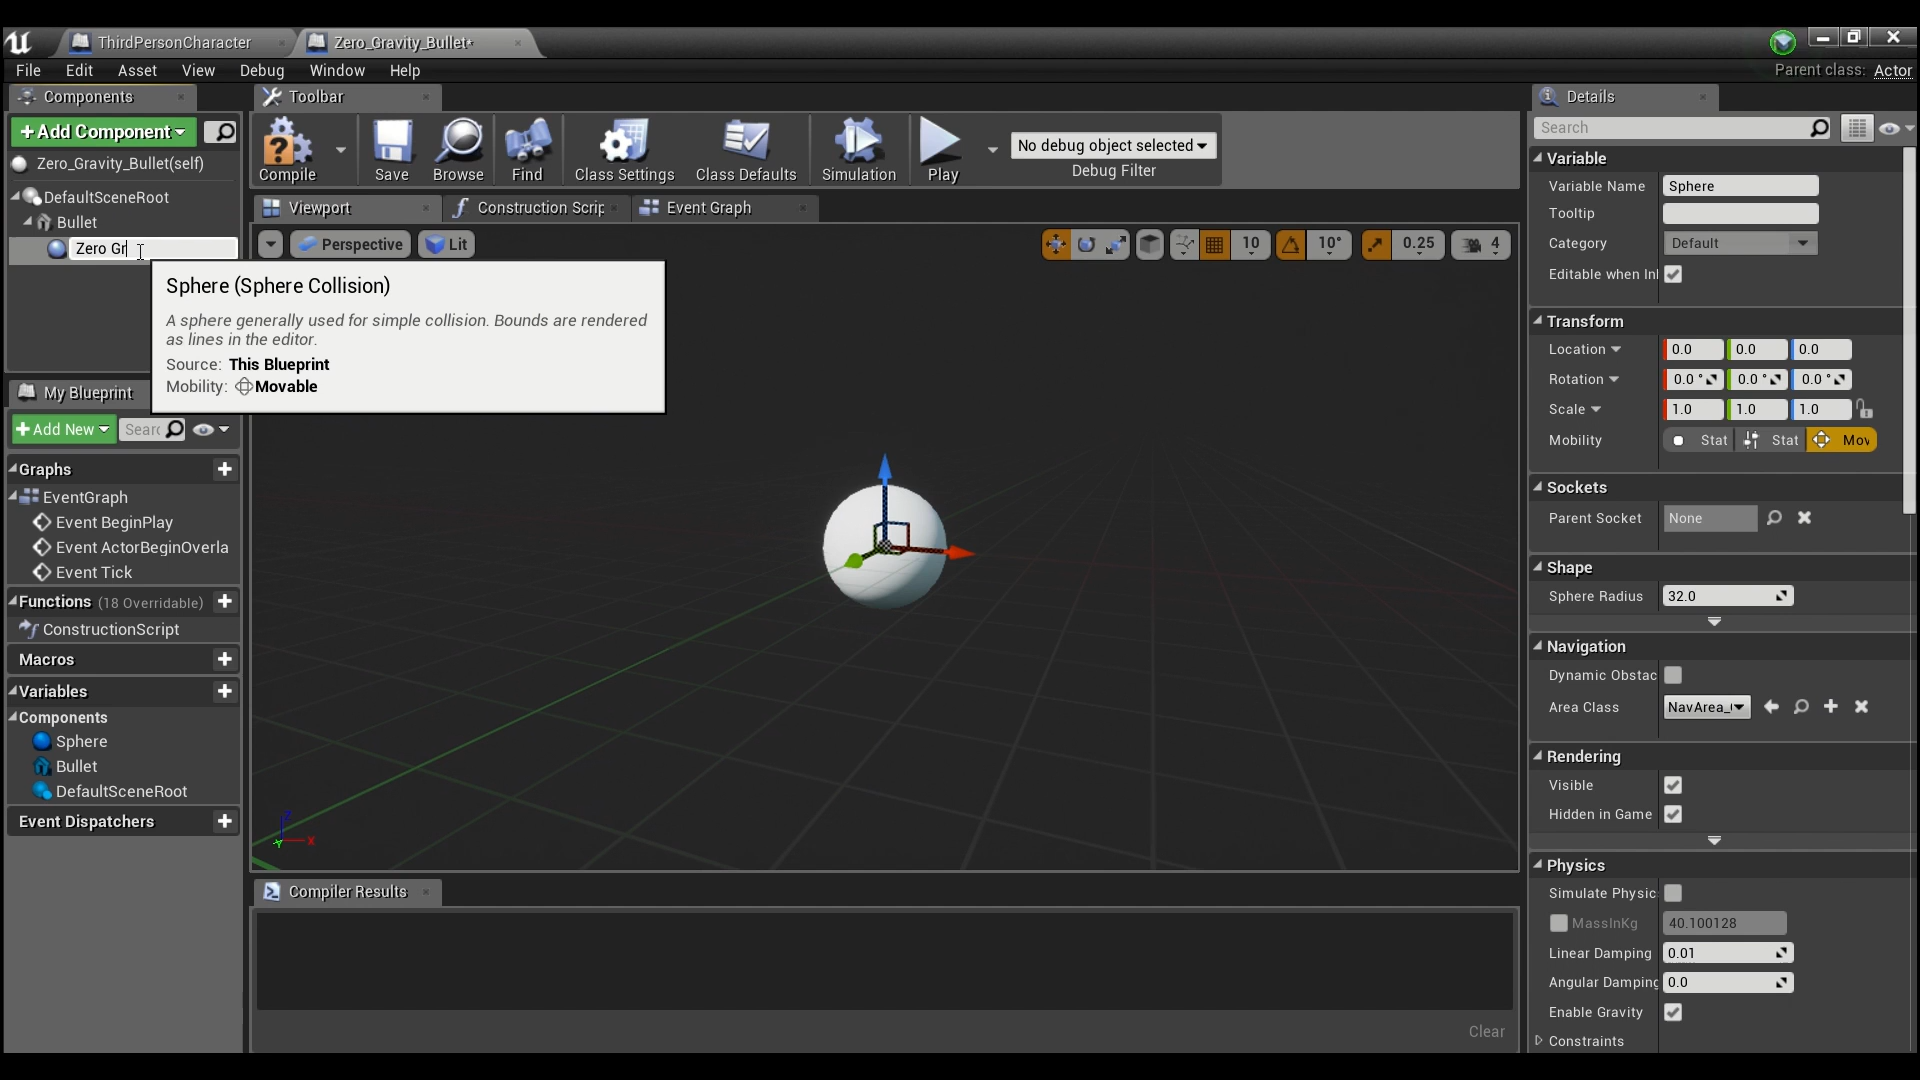 ThirdPersonCharacter
Zero_Gravity_Bullet*
File Edit Asset View Debug Window Help
Parent class: Actor
Components
Add Component
Zero_Gravity_Bullet(self)
DefaultSceneRoot
Bullet
Zero Gr
Toolbar
Compile
Save
Browse
Find
Class Settings
Class Defaults
Simulation
Play
No debug object selected
Debug Filter
Viewport
Construction Scrip
Event Graph
Perspective
Lit
10
10°
0.25
4
Sphere (Sphere Collision)
A sphere generally used for simple collision. Bounds are rendered
as lines in the editor.
Source: This Blueprint
Mobility: Movable
My Blueprint
Add New
Searc
Graphs
EventGraph
Event BeginPlay
Event ActorBeginOverla
Event Tick
Functions (18 Overridable)
ConstructionScript
Macros
Variables
Components
Sphere
Bullet
DefaultSceneRoot
Event Dispatchers
Z
X
Y
Compiler Results
Clear
Details
Search
Variable
Variable Name Sphere
Tooltip
Category Default
Editable when Inl
Transform
Location 0.0 0.0 0.0
Rotation 0.0 ° 0.0 ° 0.0 °
Scale 1.0 1.0 1.0
Mobility Stat Stat Mov
Sockets
Parent Socket None
Shape
Sphere Radius 32.0
Navigation
Dynamic Obstac
Area Class NavArea_
Rendering
Visible
Hidden in Game
Physics
Simulate Physic
MassInKg 40.100128
Linear Damping 0.01
Angular Damping 0.0
Enable Gravity
Constraints